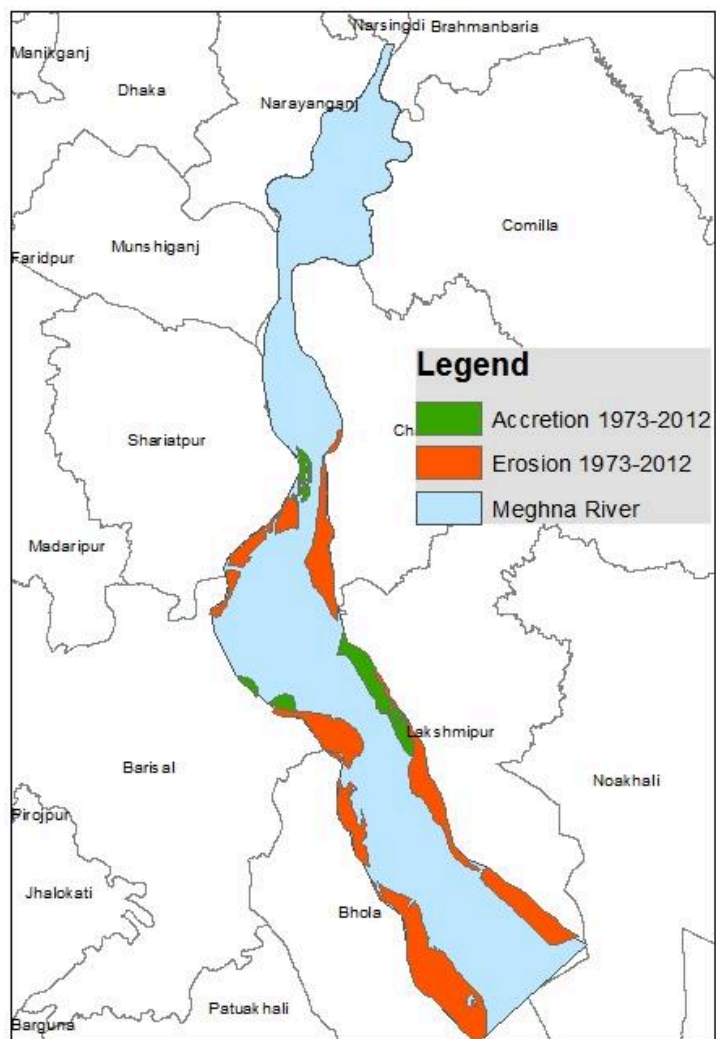 Narsingdi
Brahmanbaria
Manikganj
Dhaka
Narayanganj
Comilla
Munshiganj
Faridpur
Legend
Accretion 1973-2012
Erosion 1973-2012
Meghna River
Ch
Shariatpur
Madaripur
Lakshmipur
Barisal
Noakhali
Pirojpur
Jhalokati
Bhola
Patuakhali
Barguna